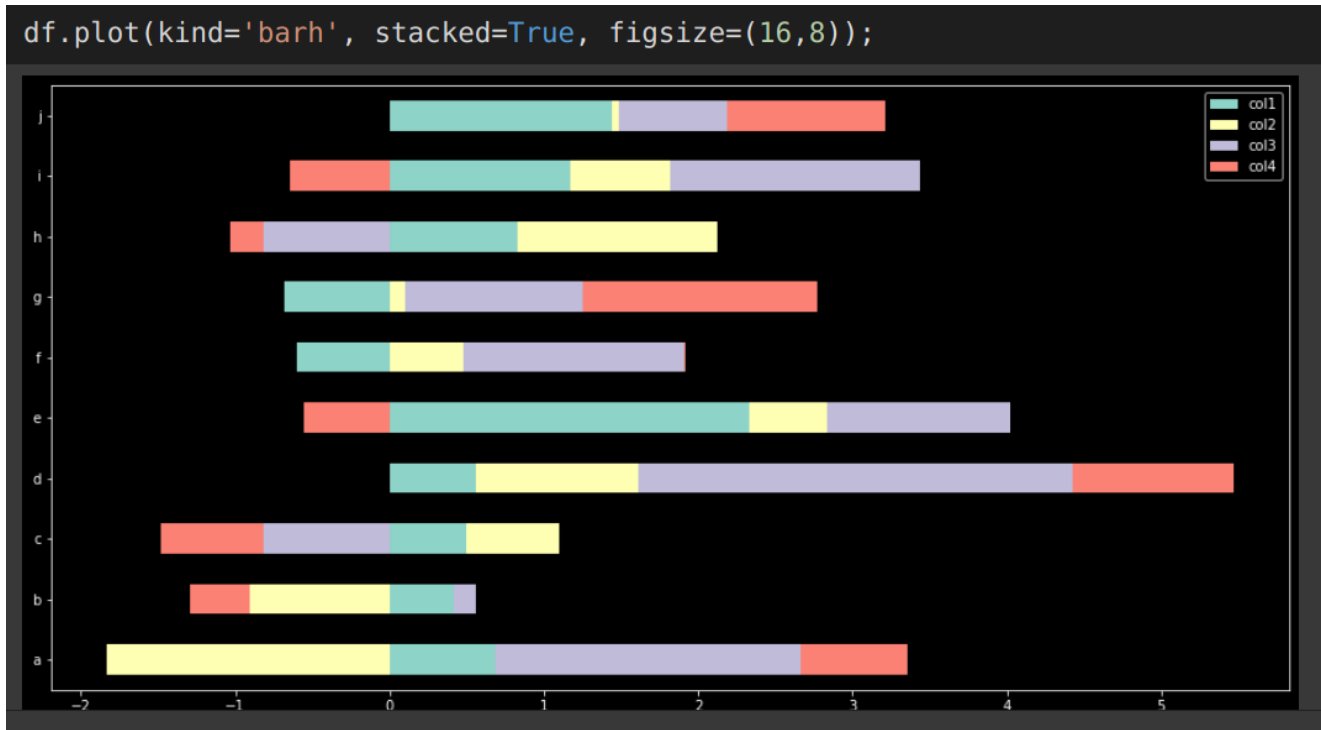 df.plot(kind='barh', stacked=True, figsize=(16,8));
j
col1
col2
col3
col4
i
h
g
f
e
d
c
b
a
−2 −1 0 1 2 3 4 5